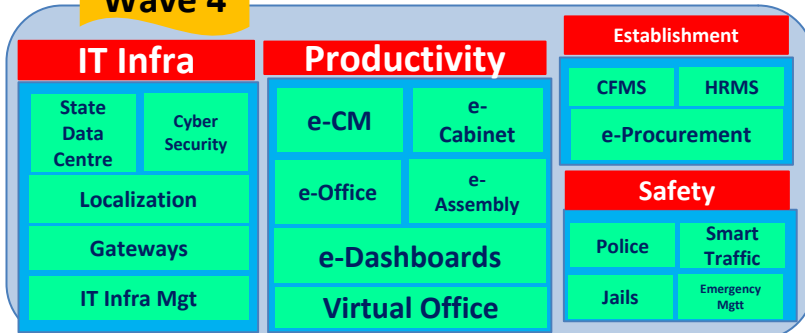 Wave 4
IT Infra
State
Data
Centre
Cyber
Security
Localization
Gateways
IT Infra Mgt
Productivity
e-CM
e-
Cabinet
e-Office
e-
Assembly
e-Dashboards
Virtual Office
Establishment
CFMS
HRMS
e-Procurement
Safety
Police
Smart
Traffic
Jails
Emergency
Mgtt